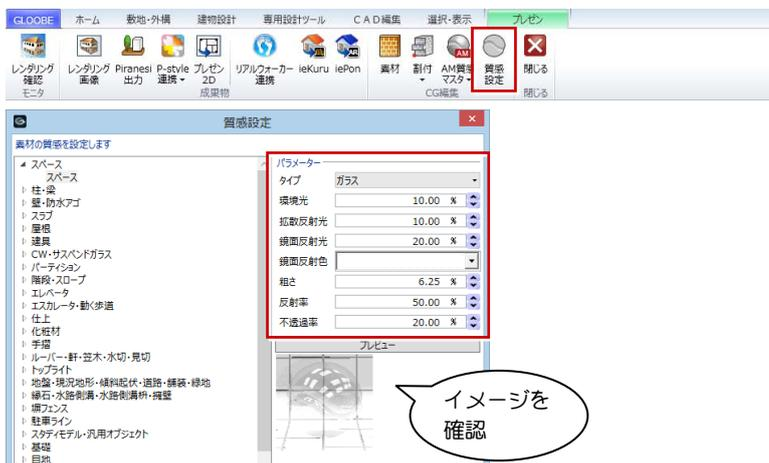 GLOOBE ホーム 敷地・外構 建物設計 専用設計ツール CAD編集 選択・表示 プレゼン
レンダリング 確認
レンダリング 画像
Piranesi 出力
P-style 連携
プレゼン 2D
リアルウォーカー 連携
ieKuru
iePon
素材
割付
AM質感 マスタ
質感 設定
閉じる
モニタ 成果物 CG編集 閉じる
質感設定
素材の質感を設定します
スペース
スペース
柱・梁
壁・防水アゴ
スラブ
屋根
建具
CW・サスペンドガラス
パーティション
階段・スロープ
エレベータ
エスカレータ・動く歩道
仕上
化粧材
手摺
ルーバー・軒・笠木・水切・見切
トップライト
地盤・現況地形・傾斜起伏・道路・舗装・緑地
縁石・水路側溝・水路側溝枡・擁壁
塀フェンス
駐車ライン
スタディモデル・汎用オブジェクト
基礎
目地
パラメーター
タイプ ガラス
環境光 10.00 %
拡散反射光 10.00 %
鏡面反射光 20.00 %
鏡面反射色
粗さ 6.25 %
反射率 50.00 %
不透過率 20.00 %
プレビュー
イメージを
確認